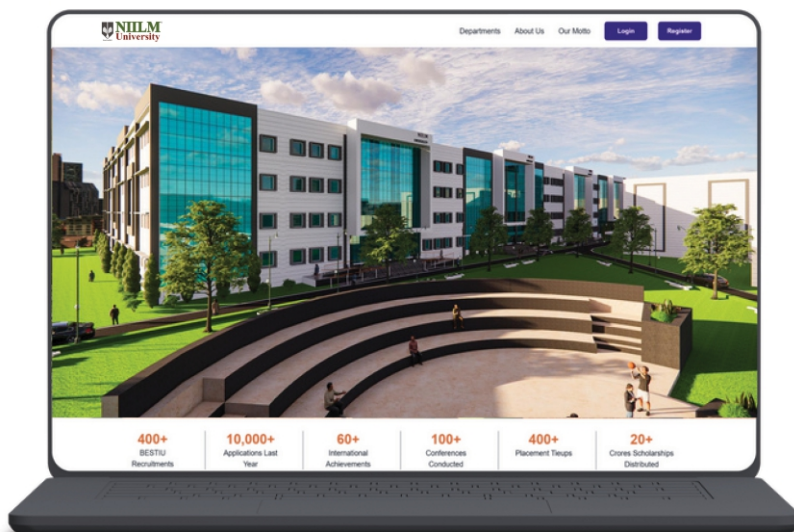 NIILM
University
Departments About Us Our Motto Login Register
NIILM
400+ 10,000+ 60+ 100+ 400+ 20+
BESTIU Applications Last International Conferences Placement Tieups Crores Scholarships
Recruitments Year Achievements Conducted Distributed